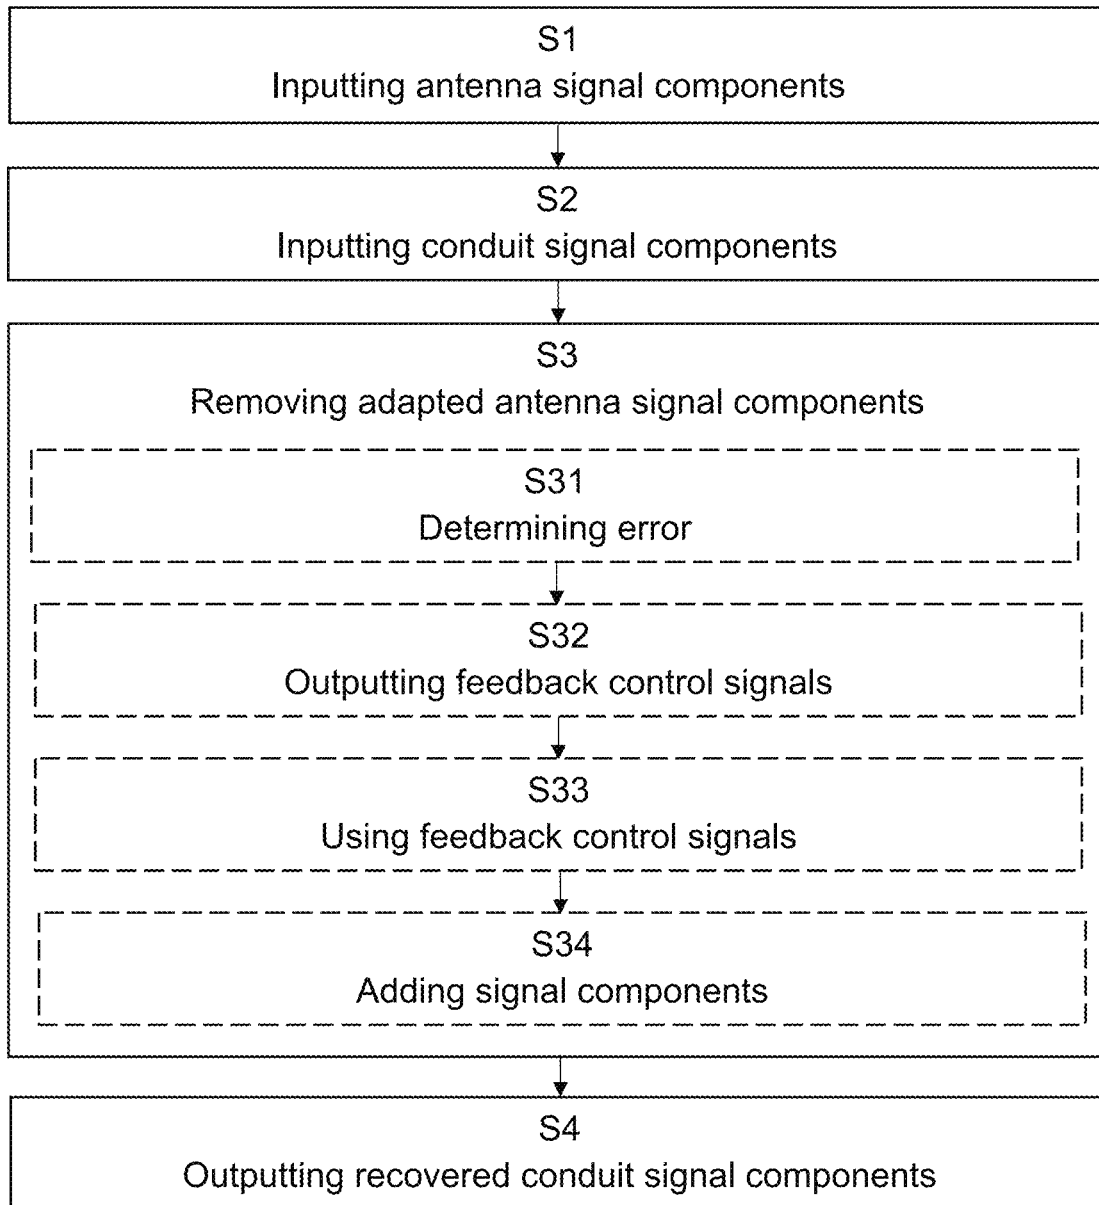 S1
Inputting antenna signal components
S2
Inputting conduit signal components
S3
Removing adapted antenna signal components
S31
Determining error
S32
Outputting feedback control signals
S33
Using feedback control signals
S34
Adding signal components
S4
Outputting recovered conduit signal components